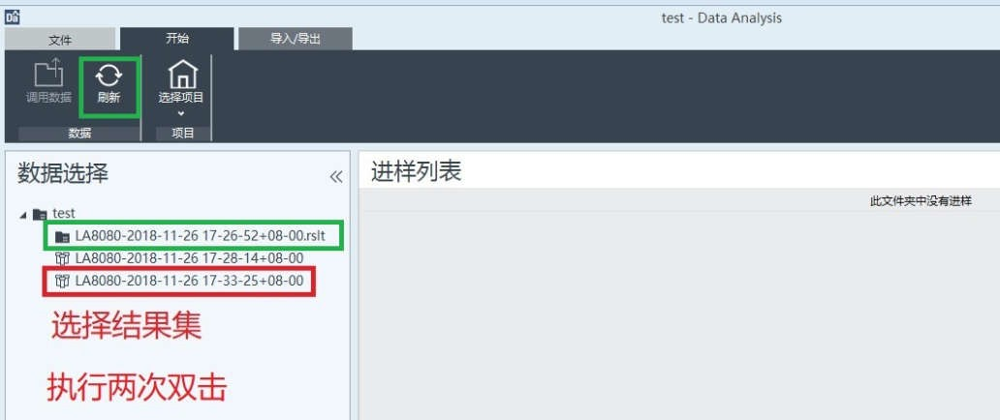 Da
test - Data Analysis
文件
开始
导入/导出
调用数据
刷新
选择项目
数据
项目
数据选择
进样列表
此文件夹中没有进样
test
LA8080-2018-11-26 17-26-52+08-00.rslt
LA8080-2018-11-26 17-28-14+08-00
LA8080-2018-11-26 17-33-25+08-00
选择结果集
执行两次双击